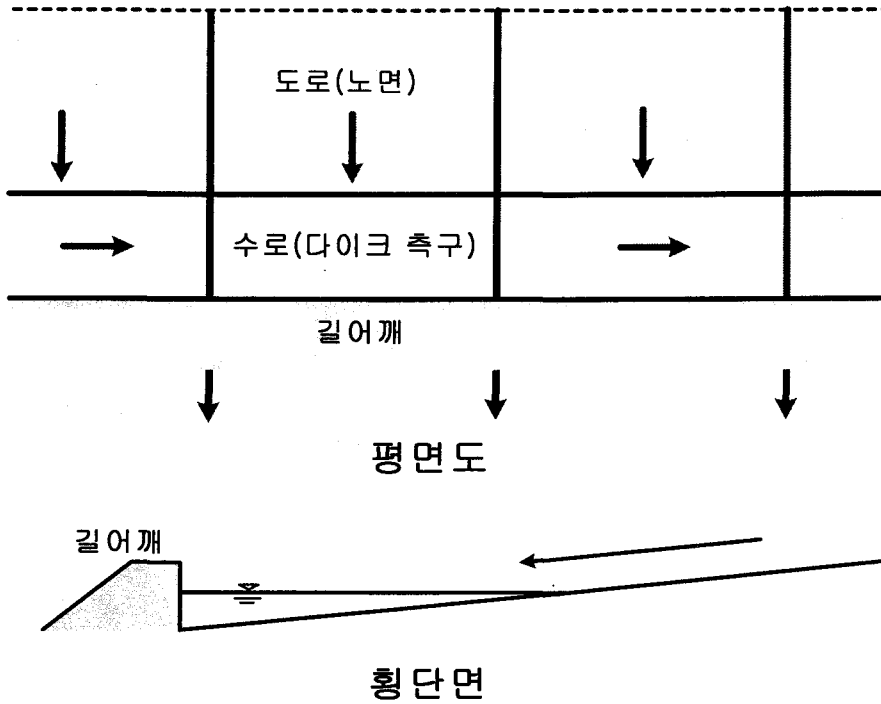 도로(노면)
수로(다이크 측구)
길어깨
평면도
길어깨
횡단면